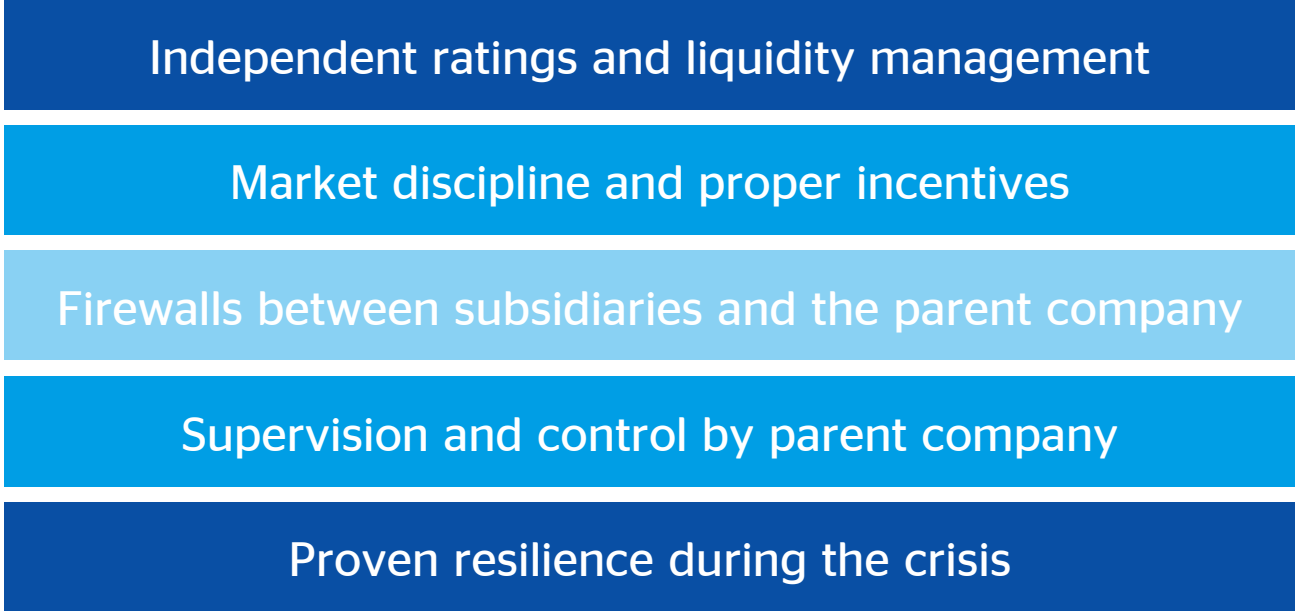 Independent ratings and liquidity management
Market discipline and proper incentives
Firewalls between subsidiaries and the parent company
Supervision and control by parent company
Proven resilience during the crisis